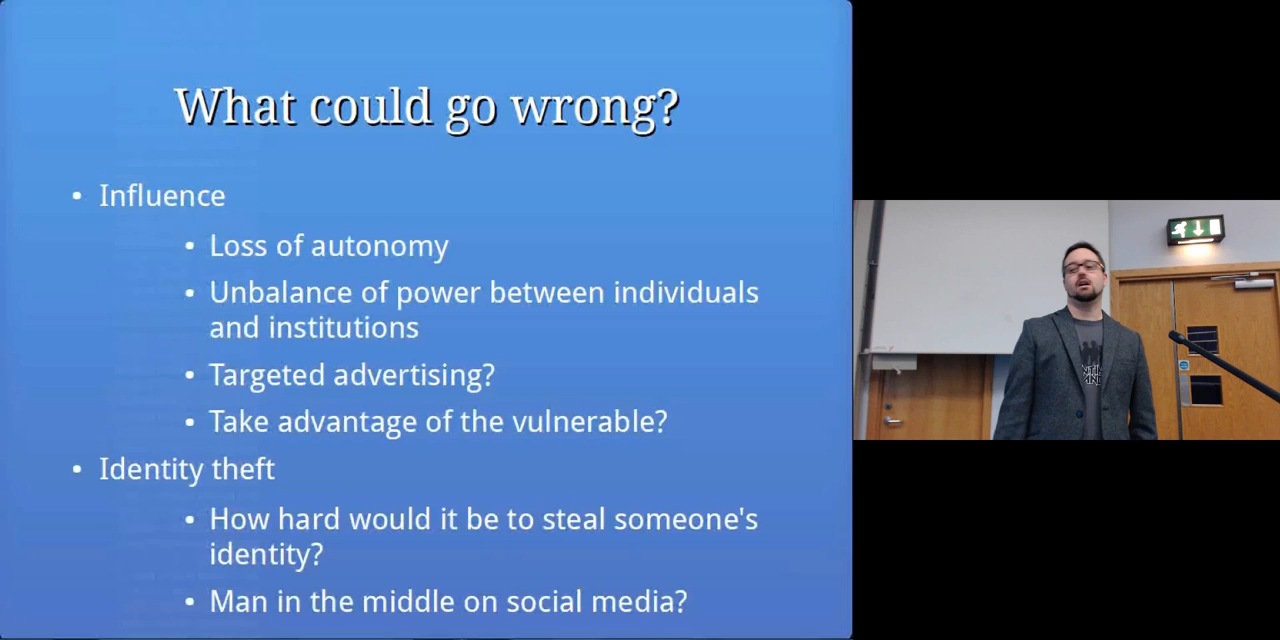 What could go wrong?
• Influence
• Loss of autonomy
• Unbalance of power between individuals
and institutions
• Targeted advertising?
• Take advantage of the vulnerable?
• Identity theft
• How hard would it be to steal someone's
identity?
• Man in the middle on social media?